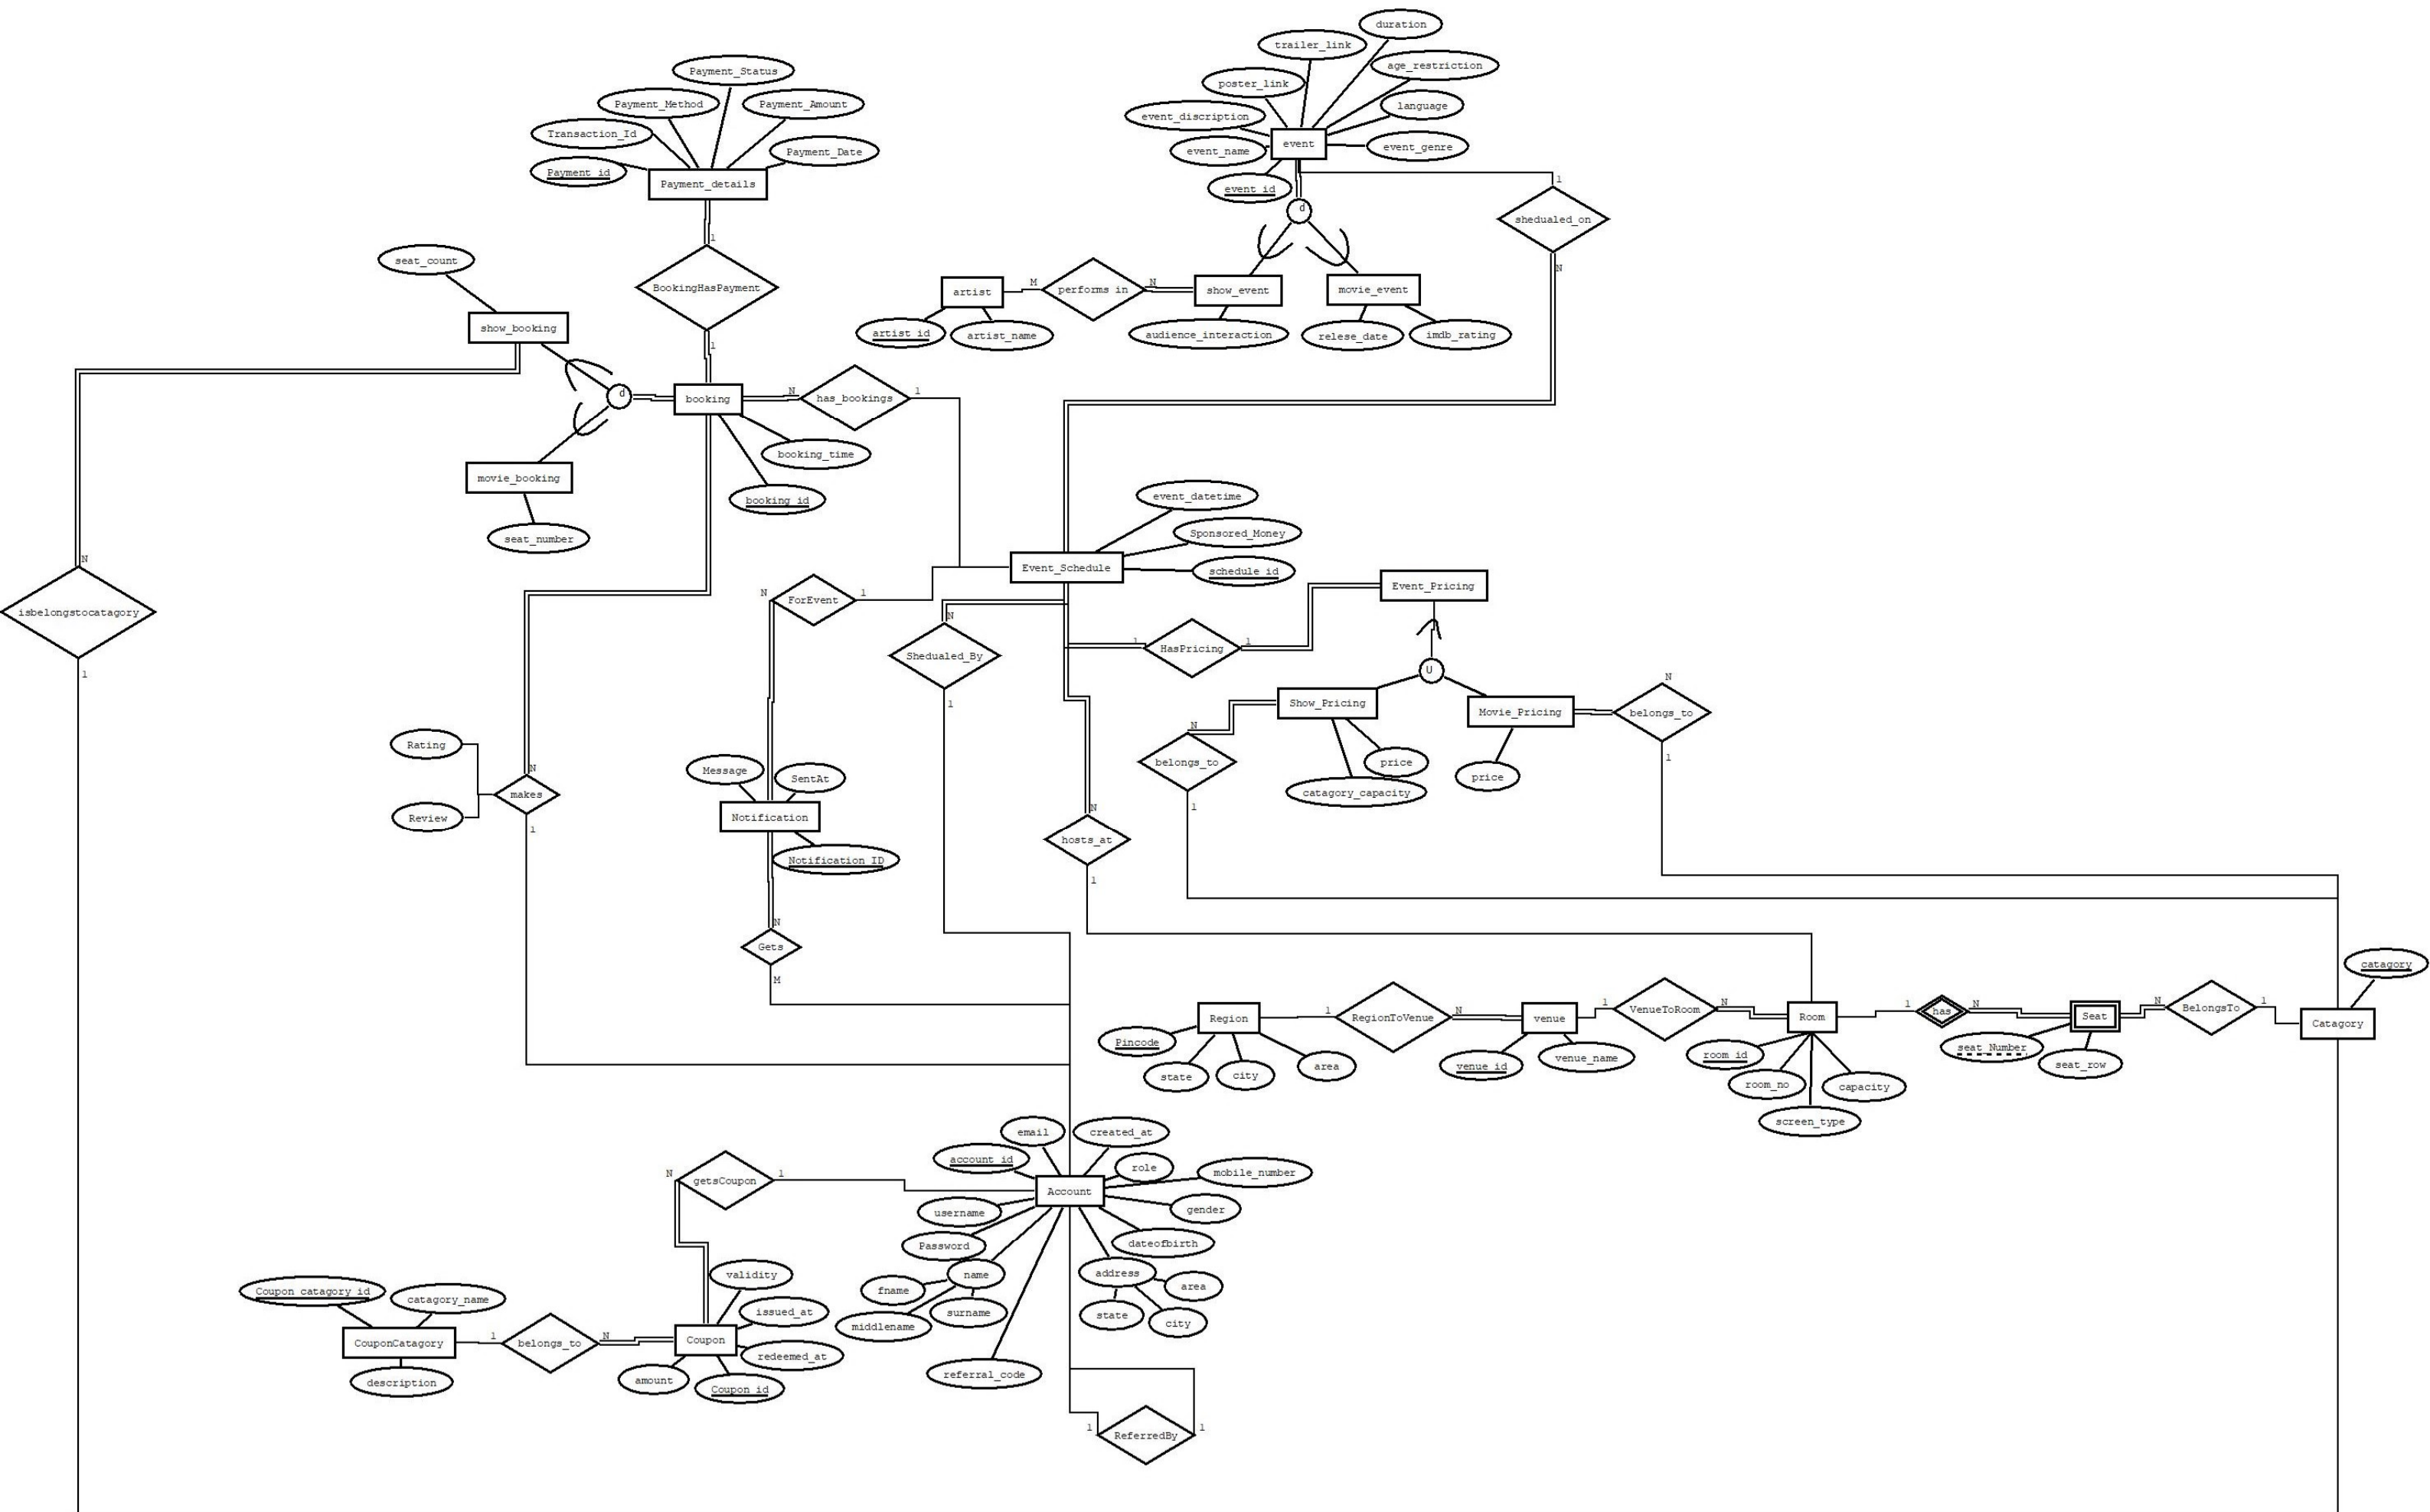 duration
trailer_link
Payment_Status
age_restriction
poster_link
Payment_Method
Payment_Amount
language
event_discription
Transaction_Id
event
event_genre
event_name
Payment_Date
Payment_id
Payment_details
event_id
1
d
shedualed_on
1
seat_count
N
BookingHasPayment
artist
M
performs in
N
show_event
movie_event
show_booking
artist_id
artist_name
audience_interaction
relese_date
imdb_rating
1
d
booking
N
has_bookings
1
booking_time
movie_booking
booking_id
event_datetime
seat_number
Sponsored_Money
N
Event_Schedule
schedule_id
Event_Pricing
N
ForEvent
1
isbelongstocatagory
N
1
HasPricing
1
Shedualed_By
1
U
N
1
Show_Pricing
Movie_Pricing
belongs_to
N
Rating
1
belongs_to
price
Message
SentAt
price
N
makes
catagory_capacity
N
1
Review
Notification
1
hosts_at
Notification_ID
1
N
Gets
catagory
M
Region
1
RegionToVenue
N
venue
1
VenueToRoom
N
Room
1
has
N
Seat
N
BelongsTo
1
Catagory
Pincode
state
city
area
venue_id
venue_name
room_id
room_no
capacity
screen_type
seat_Number
seat_row
email
created_at
account_id
role
mobile_number
N
getsCoupon
1
Account
username
gender
Password
dateofbirth
validity
name
address
area
Coupon_catagory_id
catagory_name
fname
issued_at
surname
state
city
middlename
CouponCatagory
1
belongs_to
N
Coupon
redeemed_at
description
amount
Coupon_id
referral_code
1
ReferredBy
1